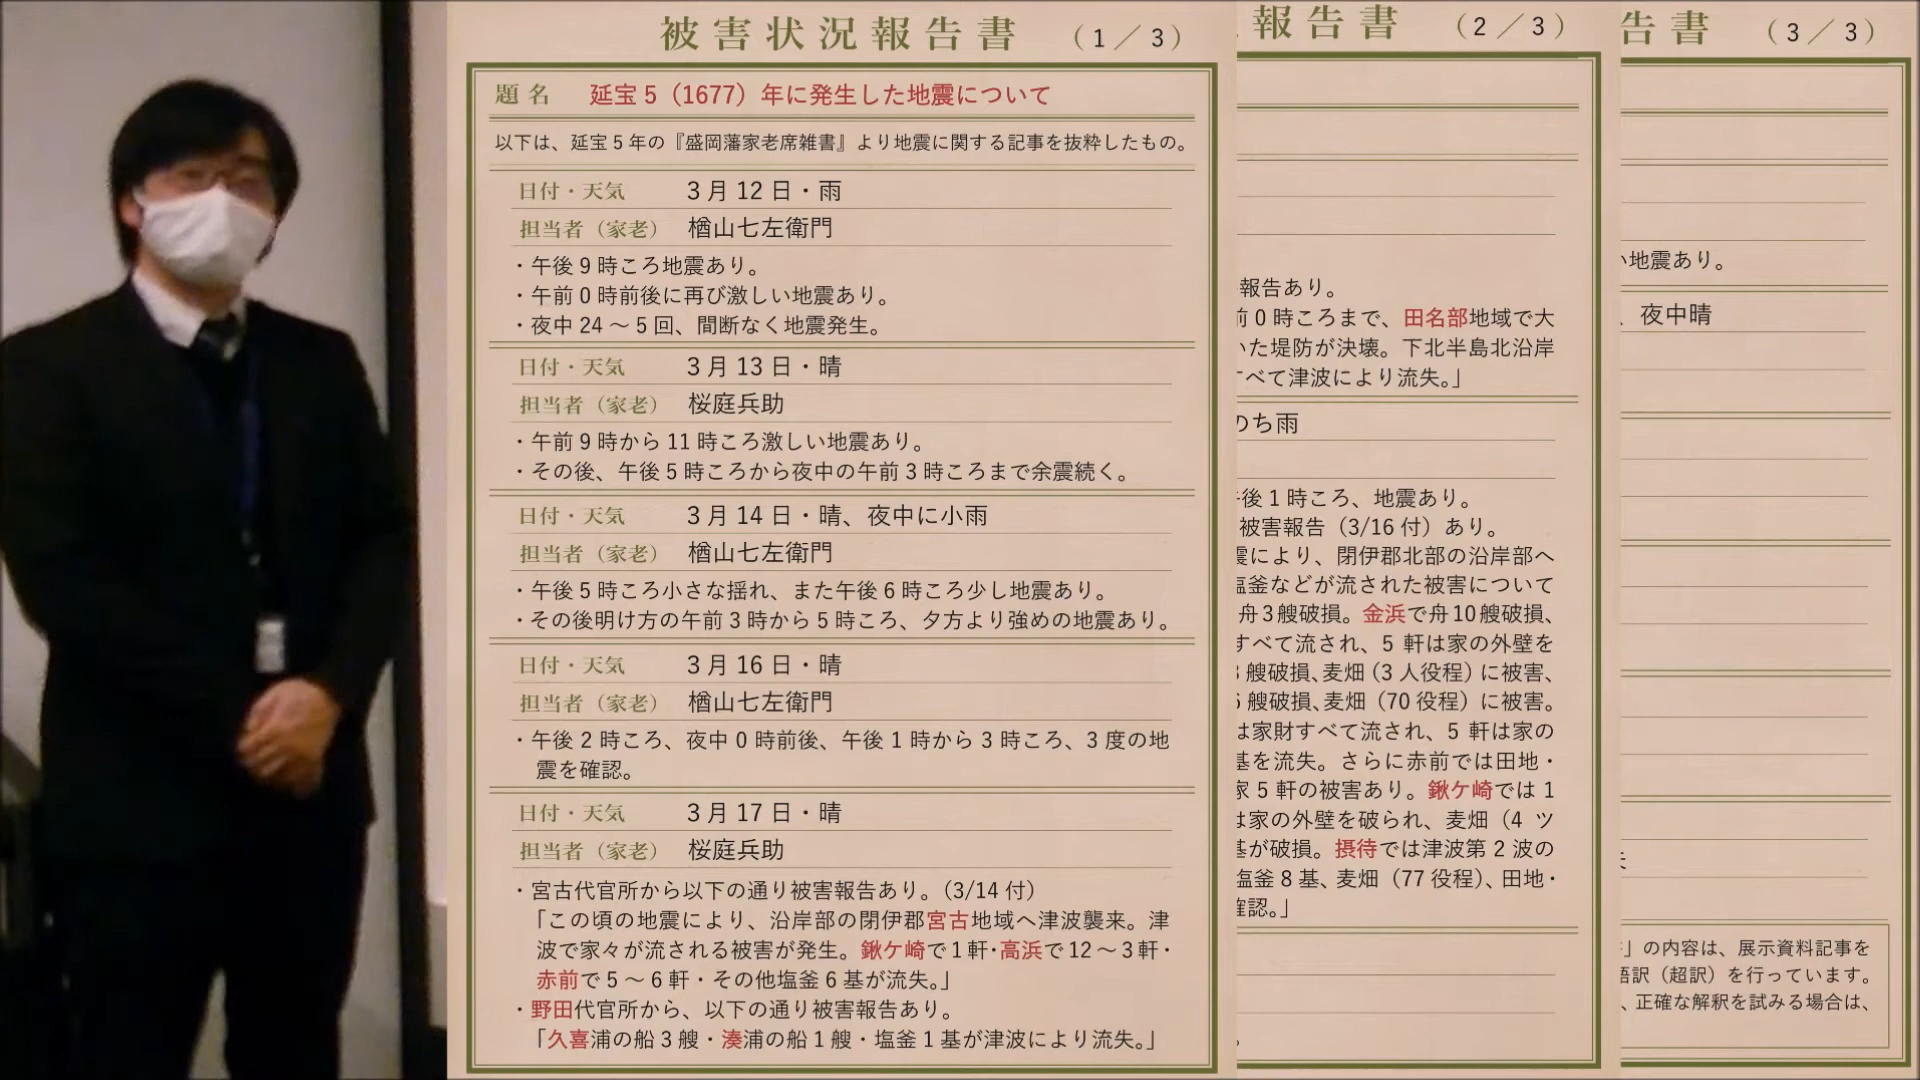 被害状況報告書 （1／3）
題名 延宝5（1677）年に発生した地震について
以下は、延宝5年の『盛岡藩家老席雑書』より地震に関する記事を抜粋したもの。
日付・天気 3月12日・雨
担当者（家老） 楢山七左衛門
・午後9時ころ地震あり。
・午前0時前後に再び激しい地震あり。
・夜中24～5回、間断なく地震発生。
日付・天気 3月13日・晴
担当者（家老） 桜庭兵助
・午前9時から11時ころ激しい地震あり。
・その後、午後5時ころから夜中の午前3時ころまで余震続く。
日付・天気 3月14日・晴、夜中に小雨
担当者（家老） 楢山七左衛門
・午後5時ころ小さな揺れ、また午後6時ころ少し地震あり。
・その後明け方の午前3時から5時ころ、夕方より強めの地震あり。
日付・天気 3月16日・晴
担当者（家老） 楢山七左衛門
・午後2時ころ、夜中0時前後、午後1時から3時ころ、3度の地
震を確認。
日付・天気 3月17日・晴
担当者（家老） 桜庭兵助
・宮古代官所から以下の通り被害報告あり。（3/14付）
「この頃の地震により、沿岸部の閉伊郡宮古地域へ津波襲来。津
波で家々が流される被害が発生。鍬ケ崎で1軒・高浜で12～3軒・
赤前で5～6軒・その他塩釜6基が流失。」
・野田代官所から、以下の通り被害報告あり。
「久喜浦の船3艘・湊浦の船1艘・塩釜1基が津波により流失。」
報告書 （2／3）
報告あり。
前0時ころまで、田名部地域で大
いた堤防が決壊。下北半島北沿岸
すべて津波により流失。」
のち雨
午後1時ころ、地震あり。
被害報告（3/16付）あり。
震により、閉伊郡北部の沿岸部へ
塩釜などが流された被害について
舟3艘破損。金浜で舟10艘破損、
すべて流され、5軒は家の外壁を
艘破損、麦畑（3人役程）に被害、
艘破損、麦畑（70役程）に被害。
は家財すべて流され、5軒は家の
基を流失。さらに赤前では田地・
家5軒の被害あり。鍬ケ崎では1
は家の外壁を破られ、麦畑（4ツ
基が破損。摂待では津波第2波の
塩釜8基、麦畑（77役程）、田地・
確認。」
告書 （3／3）
い地震あり。
、夜中晴
」の内容は、展示資料記事を
語訳（超訳）を行っています。
、正確な解釈を試みる場合は、